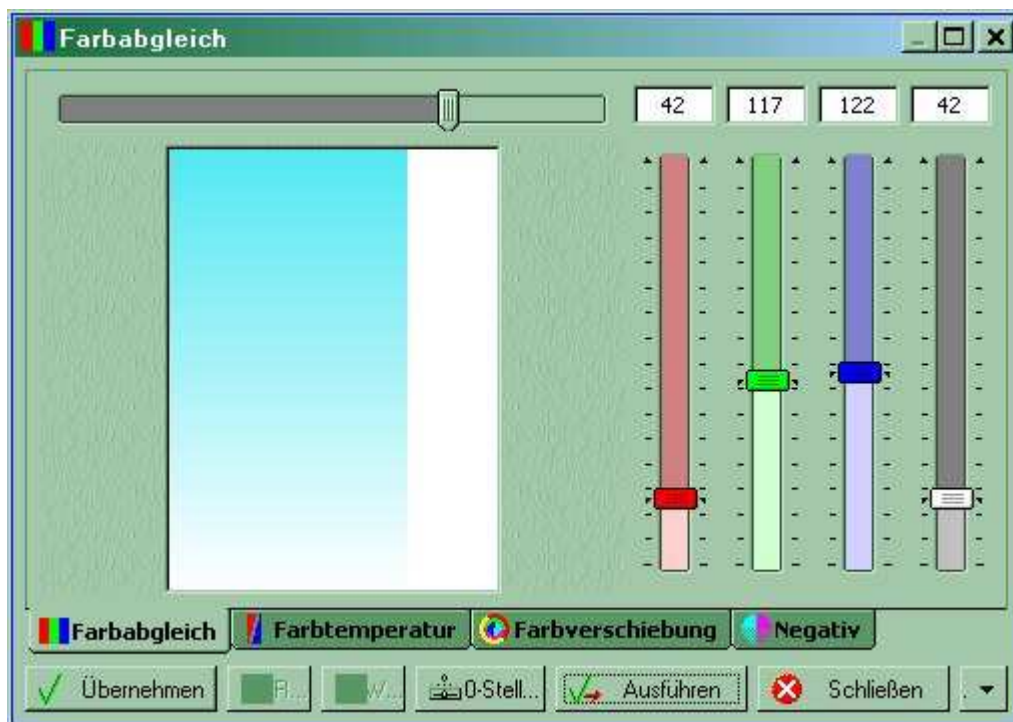 Farbabgleich
42 117 122 42
Farbabgleich Farbtemperatur Farbverschiebung Negativ
Übernehmen R... W... 0-Stell... Ausführen Schließen